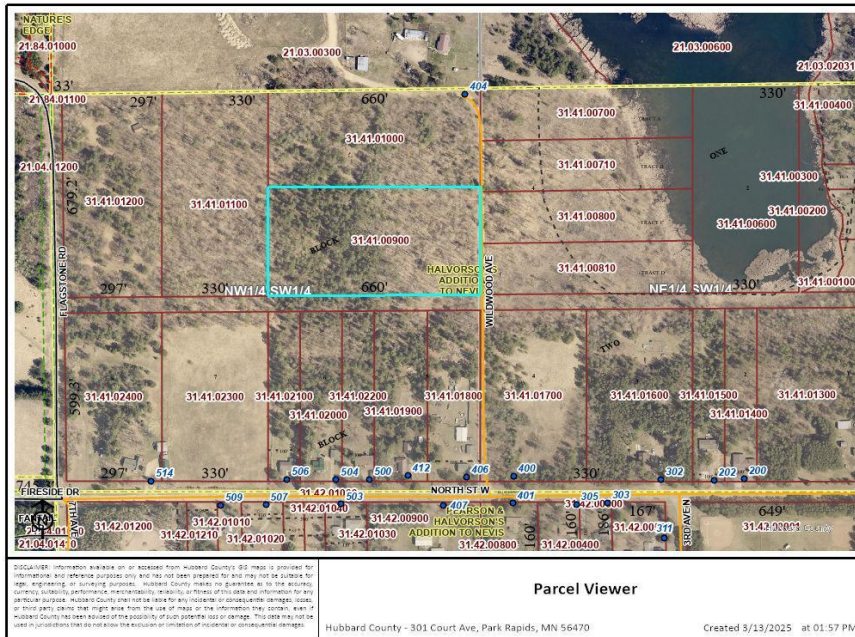 NATURE'S
EDGE
21.84.01000
21.03.00300
21.03.00600
21.03.02031
33'
21.84.01100
297'
330'
660'
404
330'
31.41.00400
31.41.00700
31.41.01000
TRACT A
ONE
21.04.01200
31.41.00710
TRACT B
31.41.00300
679.2'
31.41.01200
31.41.01100
31.41.00800
TRACT C
31.41.00200
31.41.00600
BLOCK
31.41.00900
FLAGSTONE RD
HALVORSON'S
ADDITION
TO NEVIS
31.41.00810
TRACT D
31.41.00100
297'
330'
NW1/4 SW1/4
660'
WILDWOOD AVE
NE1/4 SW1/4
330'
TWO
599.3'
31.41.02400
31.41.02300
31.41.02100
31.41.02200
31.41.02000
31.41.01900
31.41.01800
31.41.01700
31.41.01600
31.41.01500
31.41.01400
31.41.01300
BLOCK
297'
514
330'
506
504
500
412
406
400
330'
302
202
200
FIRESIDE DR
NORTH ST W
509
507
503
407
401
305
303
167'
649'
31.42.01210
31.42.01200
31.42.01010
31.42.01020
31.42.01040
31.42.01030
31.42.00900
PEARSON &
HALVORSON'S
ADDITION TO NEVIS
31.42.00800
160'
31.42.00400
160'
186'
311
3RD AVE N
21.04.01410
DISCLAIMER: Information available on or accessed from Hubbard County's GIS maps is provided for
informational and reference purposes only and has not been prepared for and may not be suitable for
legal, engineering, or surveying purposes. Hubbard County makes no guarantee as to the accuracy,
currency, suitability, performance, merchantability, reliability, or fitness of this data and information for any
particular purpose. Hubbard County shall not be liable for any incidental or consequential damages, losses,
or third party claims that might arise from the use of maps or the information they contain, even if
Hubbard County has been advised of the possibility of such potential loss or damage. This data may not be
used in jurisdictions that do not allow the exclusion or limitation of incidental or consequential damages.
Parcel Viewer
Hubbard County - 301 Court Ave, Park Rapids, MN 56470
Created 3/13/2025 at 01:57 PM